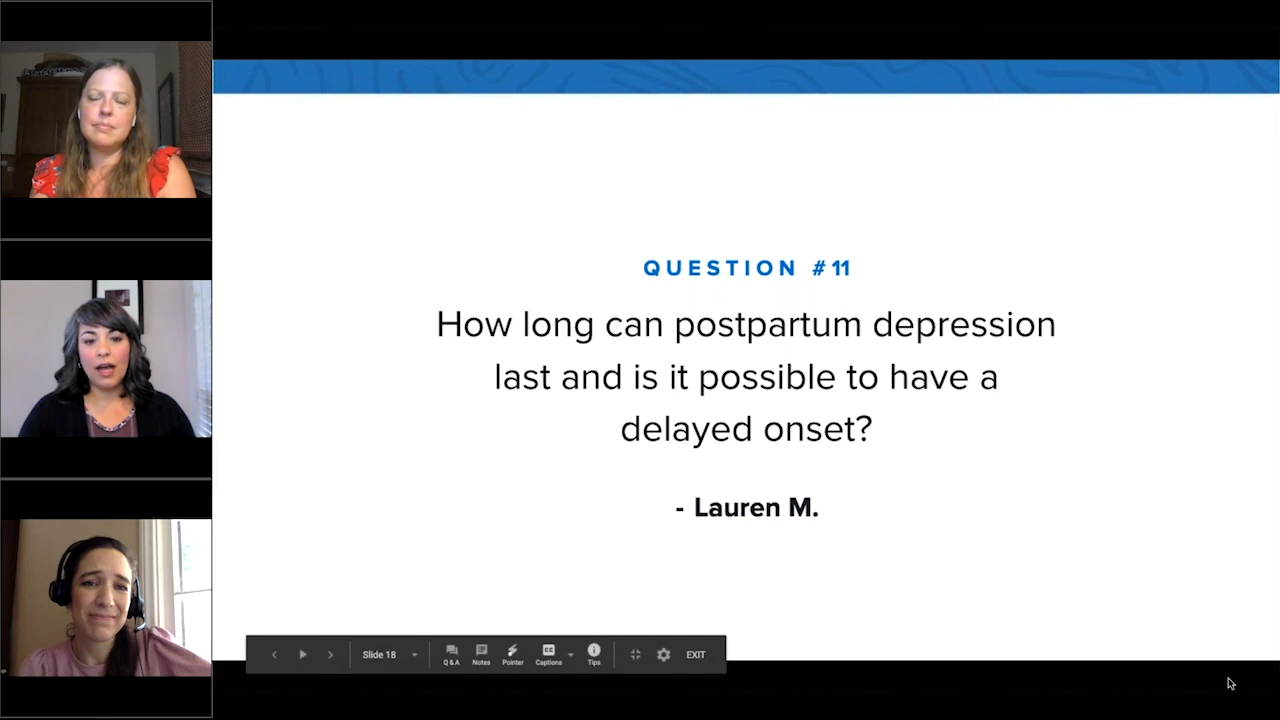 QUESTION #11
How long can postpartum depression
last and is it possible to have a
delayed onset?
- Lauren M.
Slide 18
Q & A
Notes
Pointer
Captions
Tips
EXIT